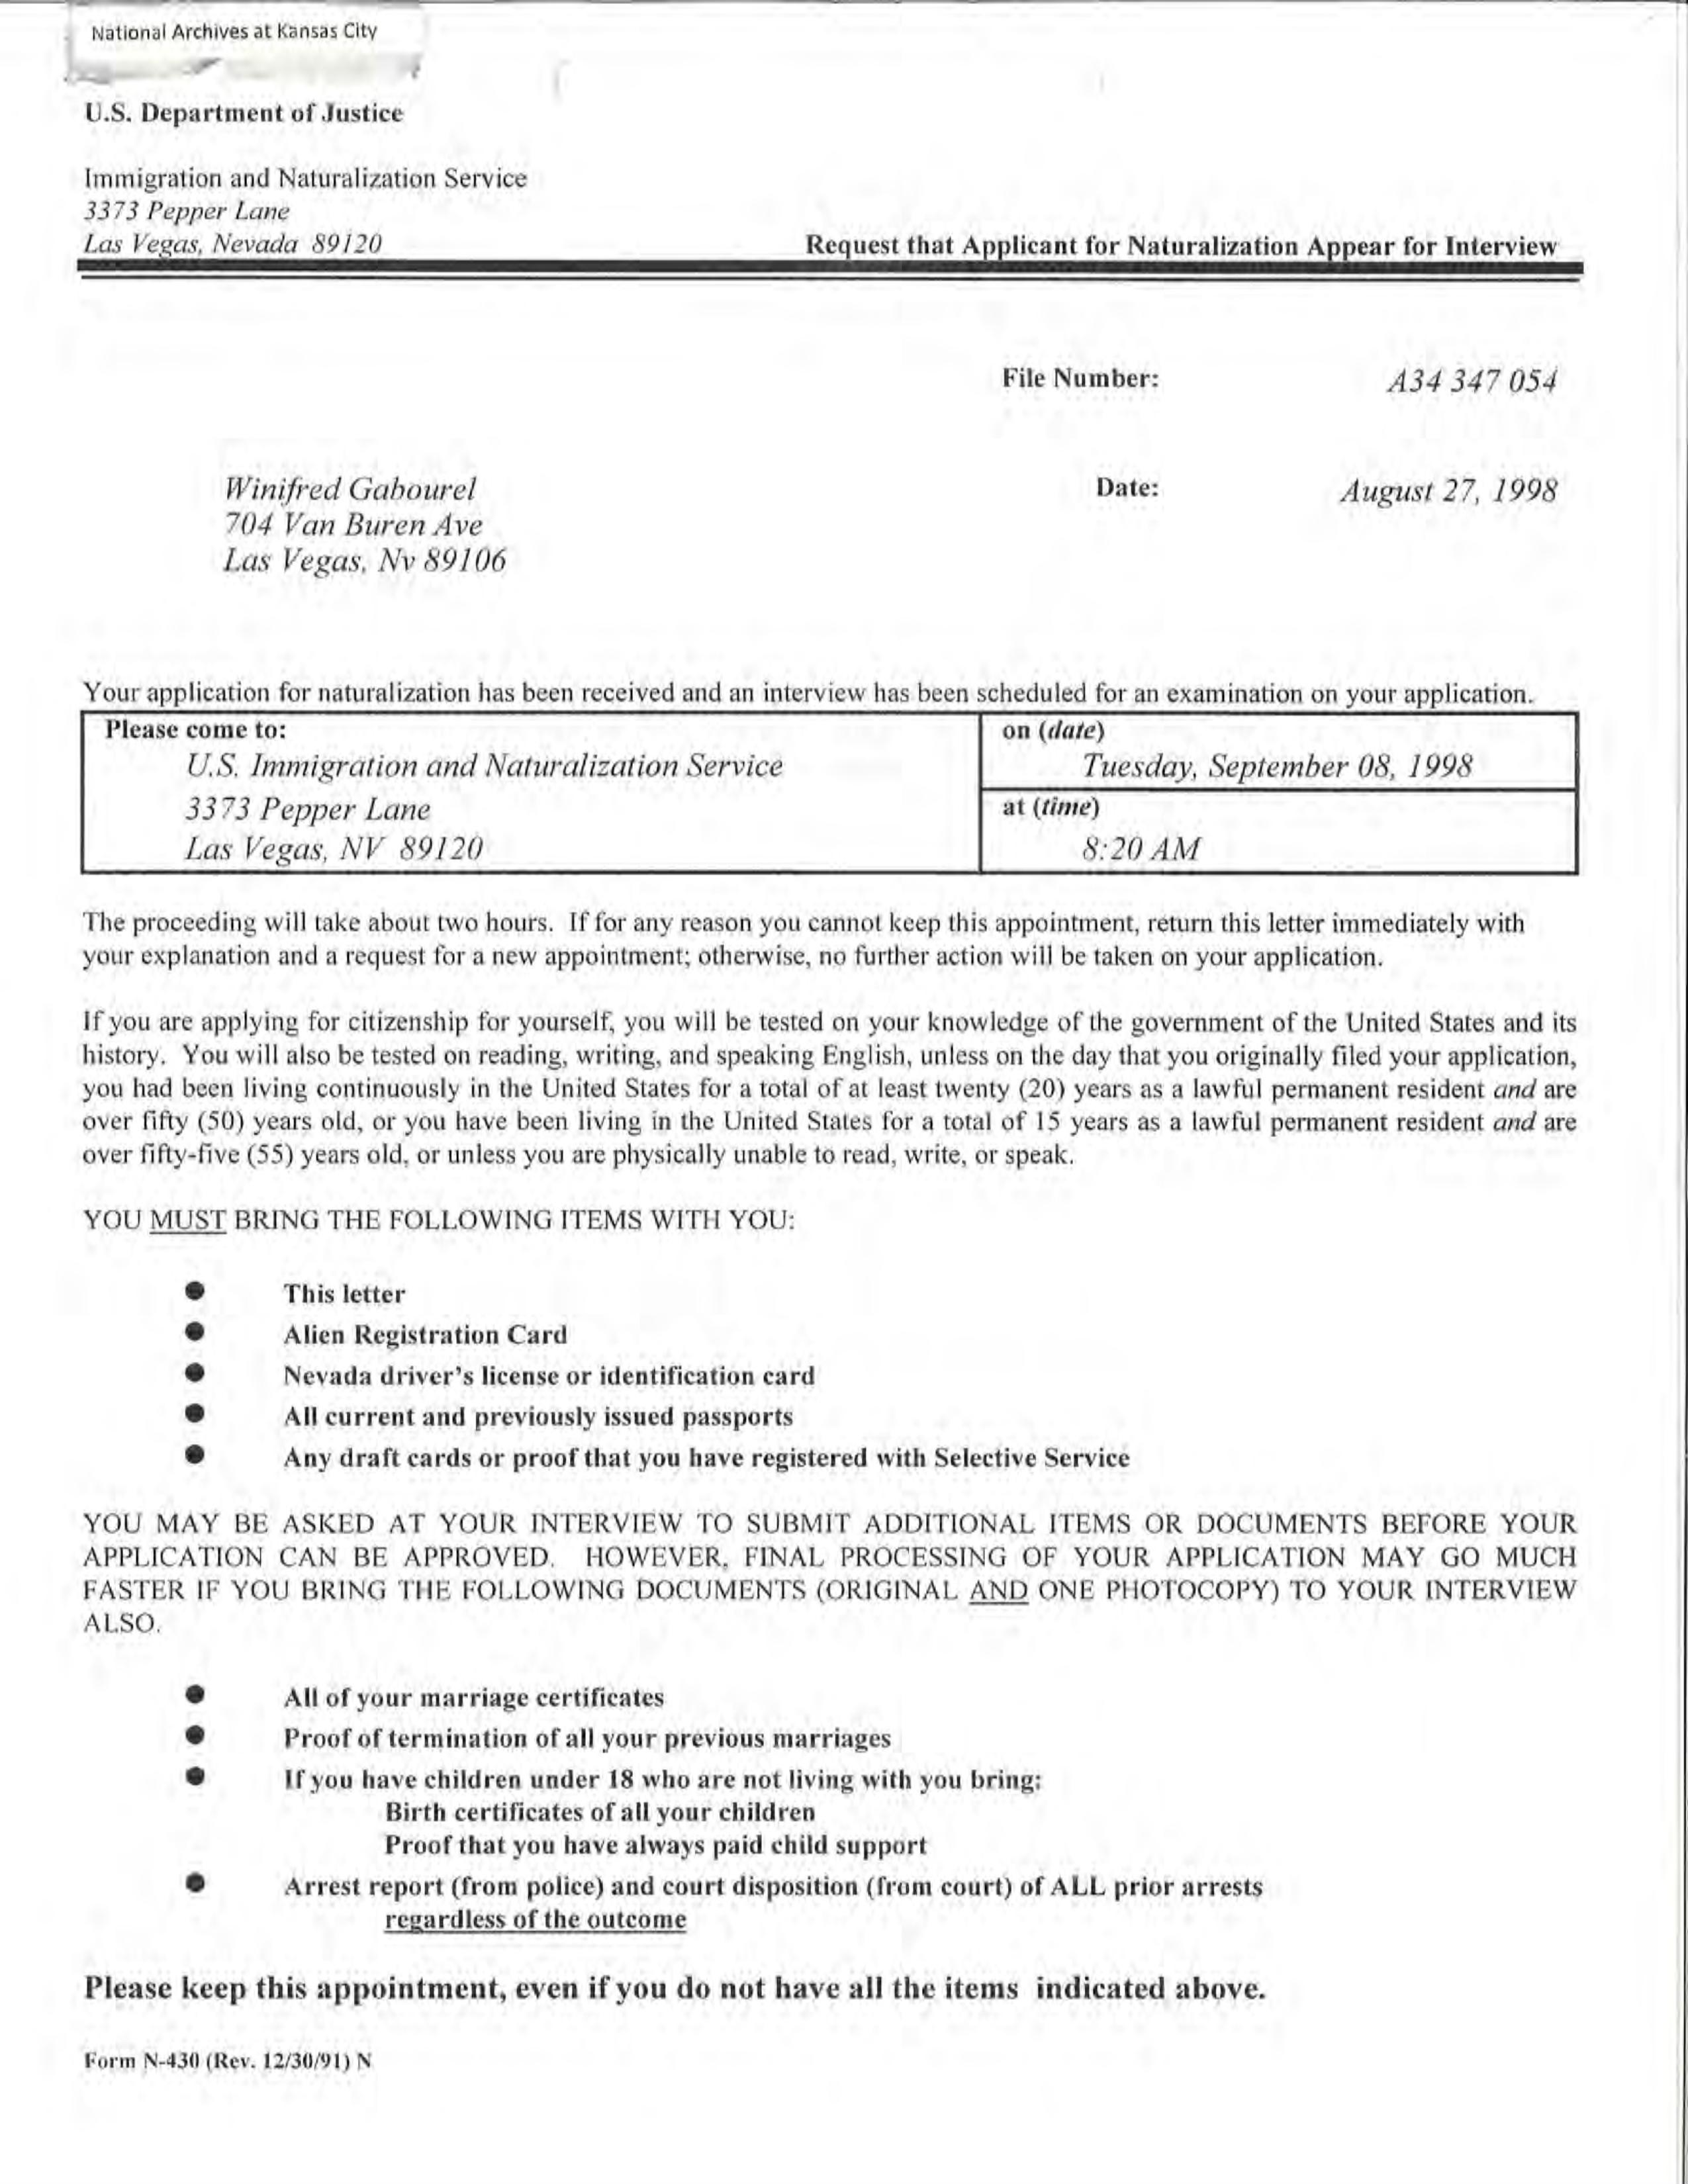 National Archives at Kansas City
U.S. Department of Justice
Immigration and Naturalization Service
3373 Pepper Lane
Las Vegas, Nevada 89120
Request that Applicant for Naturalization Appear for Interview
File Number: A34 347 054
Winifred Gabourel
Date: August 27, 1998
704 Van Buren Ave
Las Vegas, Nv 89106
Your application for naturalization has been received and an interview has been scheduled for an examination on your application.
Please come to:
U.S. Immigration and Naturalization Service
3373 Pepper Lane
Las Vegas, NV 89120
on (date)
Tuesday, September 08, 1998
at (time)
8:20 AM
The proceeding will take about two hours. If for any reason you cannot keep this appointment, return this letter immediately with
your explanation and a request for a new appointment; otherwise, no further action will be taken on your application.
If you are applying for citizenship for yourself, you will be tested on your knowledge of the government of the United States and its
history. You will also be tested on reading, writing, and speaking English, unless on the day that you originally filed your application,
you had been living continuously in the United States for a total of at least twenty (20) years as a lawful permanent resident and are
over fifty (50) years old, or you have been living in the United States for a total of 15 years as a lawful permanent resident and are
over fifty-five (55) years old, or unless you are physically unable to read, write, or speak.
YOU MUST BRING THE FOLLOWING ITEMS WITH YOU:
● This letter
● Alien Registration Card
● Nevada driver's license or identification card
● All current and previously issued passports
● Any draft cards or proof that you have registered with Selective Service
YOU MAY BE ASKED AT YOUR INTERVIEW TO SUBMIT ADDITIONAL ITEMS OR DOCUMENTS BEFORE YOUR
APPLICATION CAN BE APPROVED. HOWEVER, FINAL PROCESSING OF YOUR APPLICATION MAY GO MUCH
FASTER IF YOU BRING THE FOLLOWING DOCUMENTS (ORIGINAL AND ONE PHOTOCOPY) TO YOUR INTERVIEW
ALSO.
● All of your marriage certificates
● Proof of termination of all your previous marriages
● If you have children under 18 who are not living with you bring:
Birth certificates of all your children
Proof that you have always paid child support
● Arrest report (from police) and court disposition (from court) of ALL prior arrests
regardless of the outcome
Please keep this appointment, even if you do not have all the items indicated above.
Form N-430 (Rev. 12/30/91) N